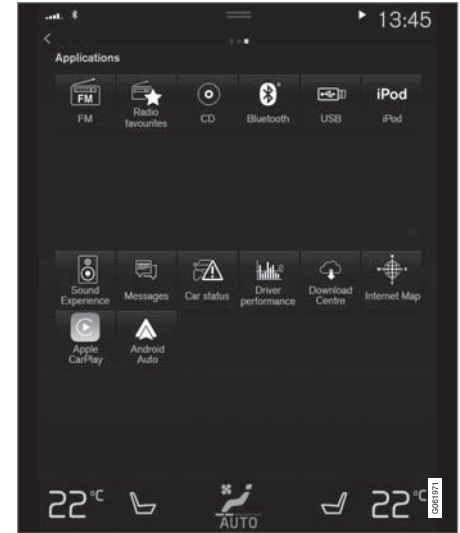 13:45
Applications
FM
FM
Radio
favourites
CD
Bluetooth
USB
iPod
iPod
Sound
Experience
Messages
Car status
Driver
performance
Download
Centre
Internet Map
Apple
CarPlay
Android
Auto
22°C
AUTO
22°C
G061971